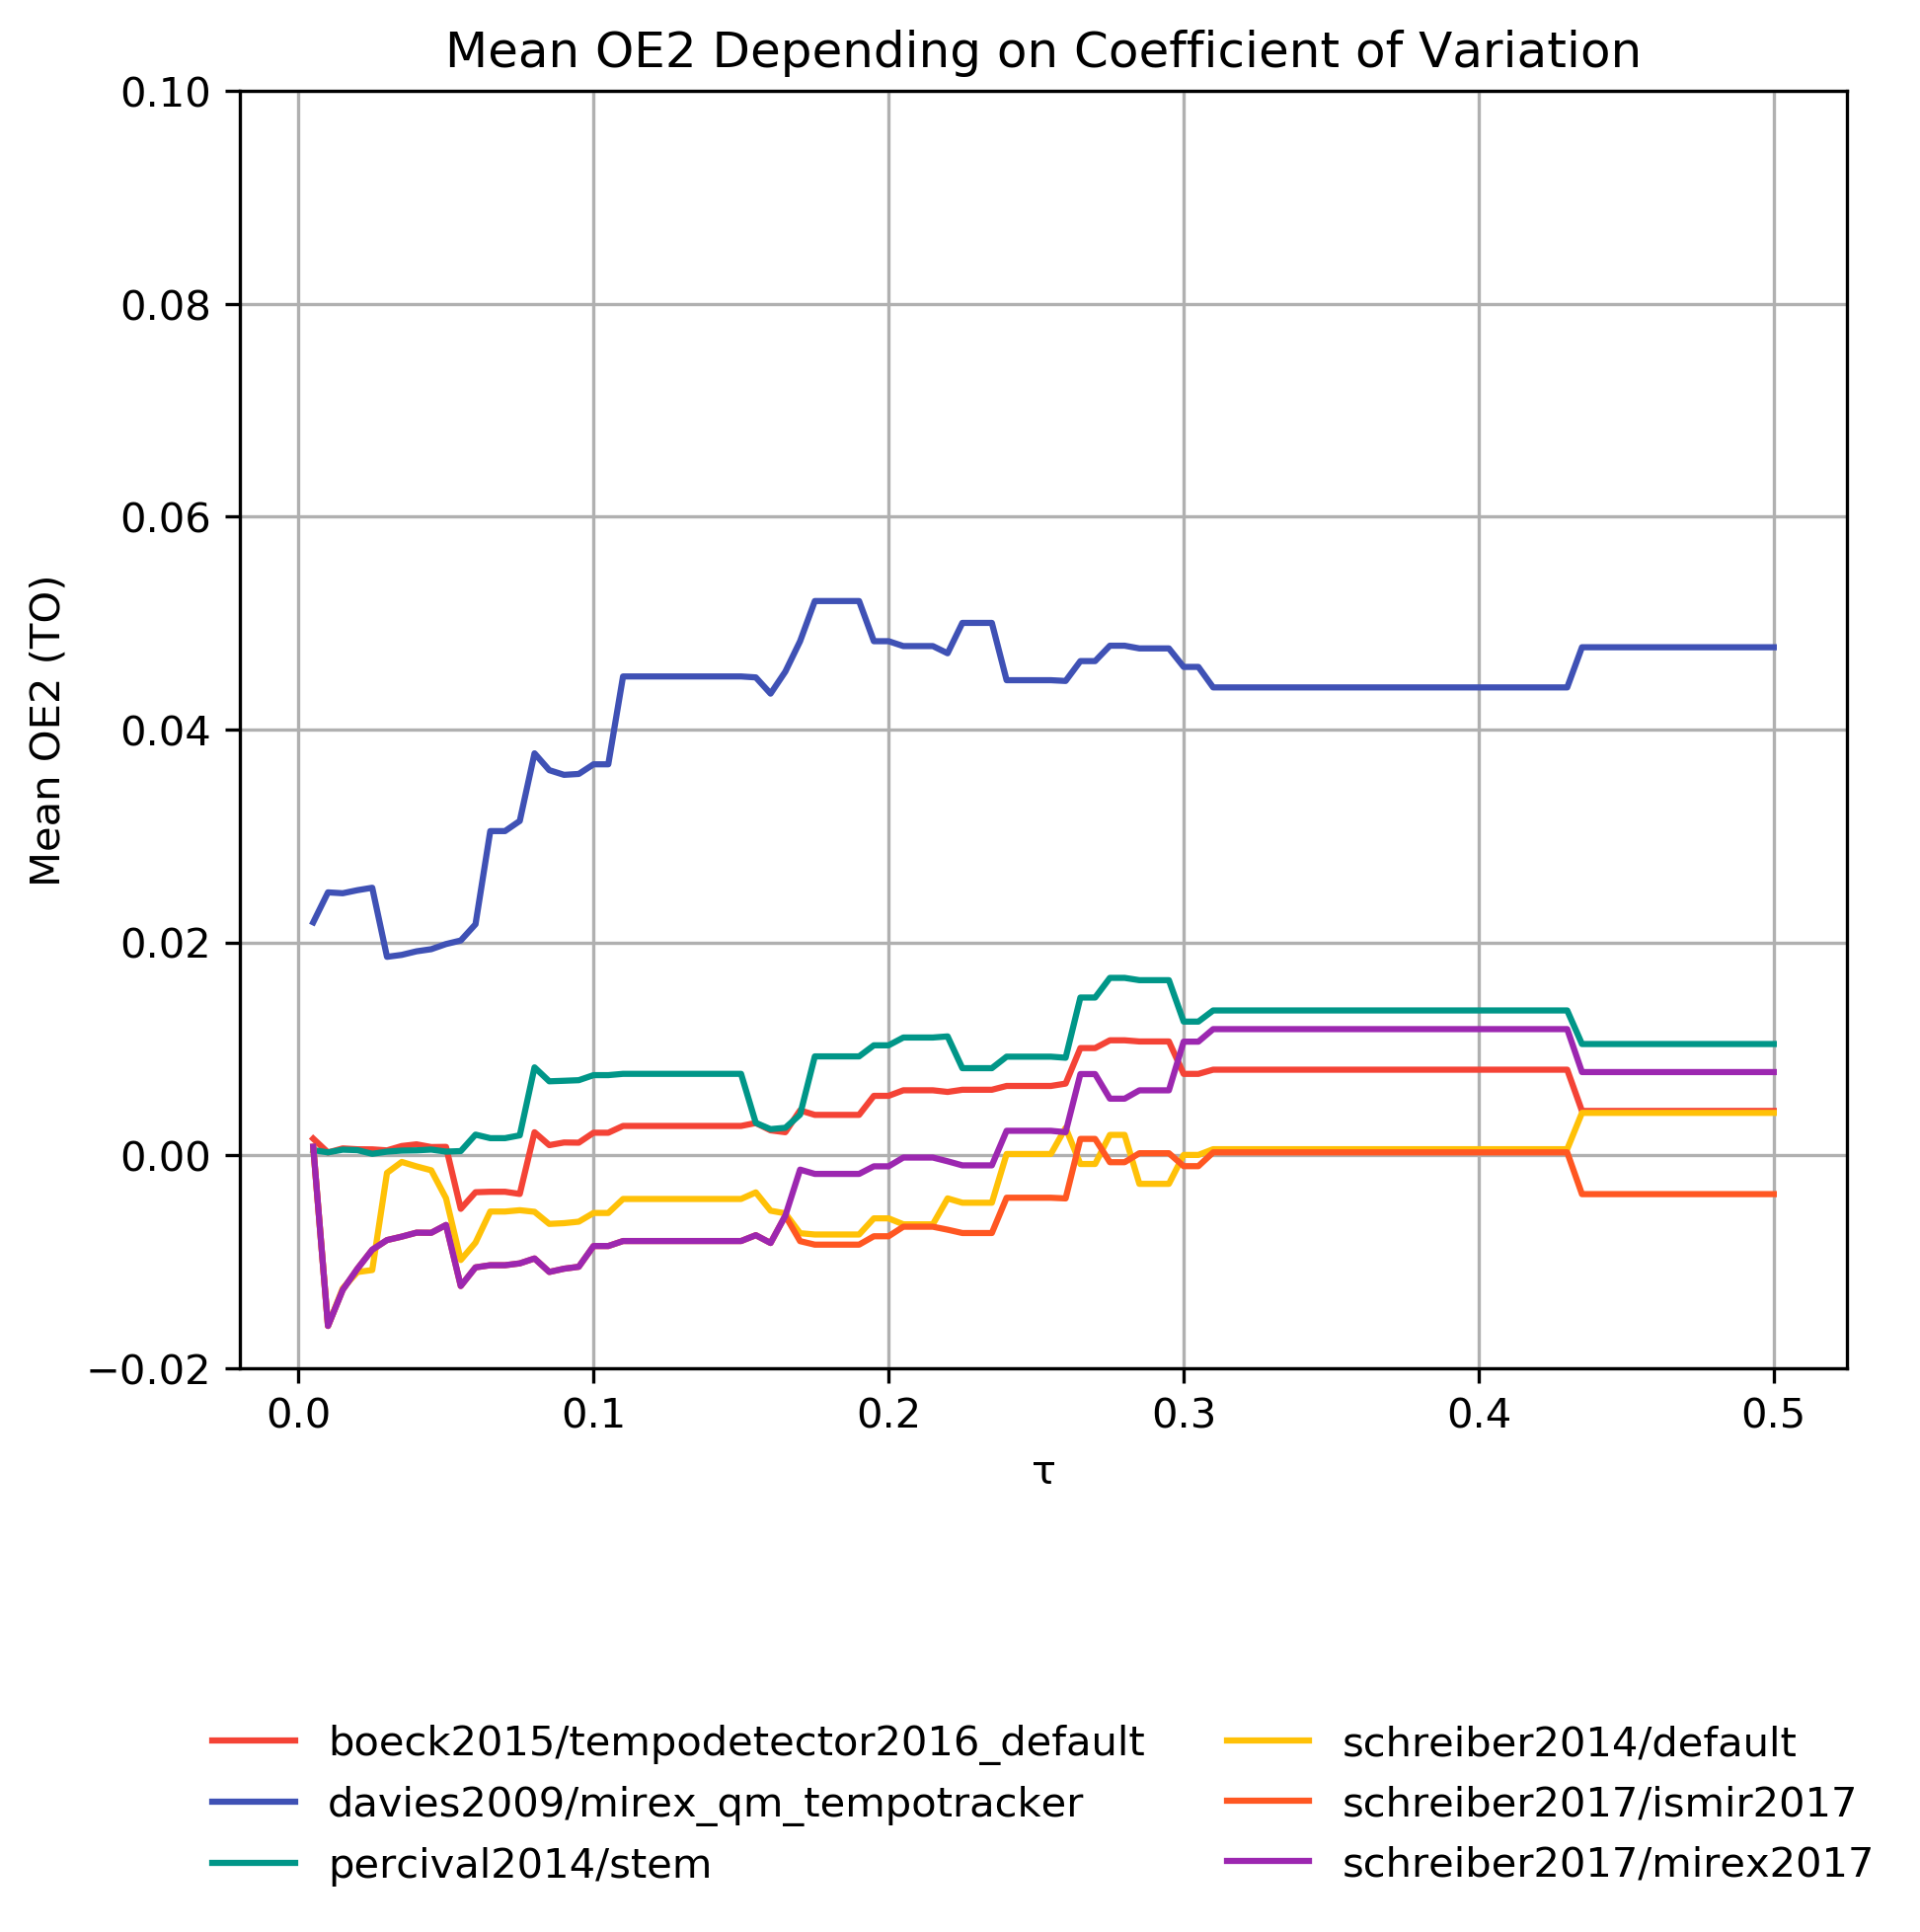 Mean OE2 Depending on Coefficient of Variation
0.10
0.08
0.06
0.04
0.02
0.00
−0.02
Mean OE2 (TO)
0.0 0.1 0.2 0.3 0.4 0.5
τ
boeck2015/tempodetector2016_default
davies2009/mirex_qm_tempotracker
percival2014/stem
schreiber2014/default
schreiber2017/ismir2017
schreiber2017/mirex2017